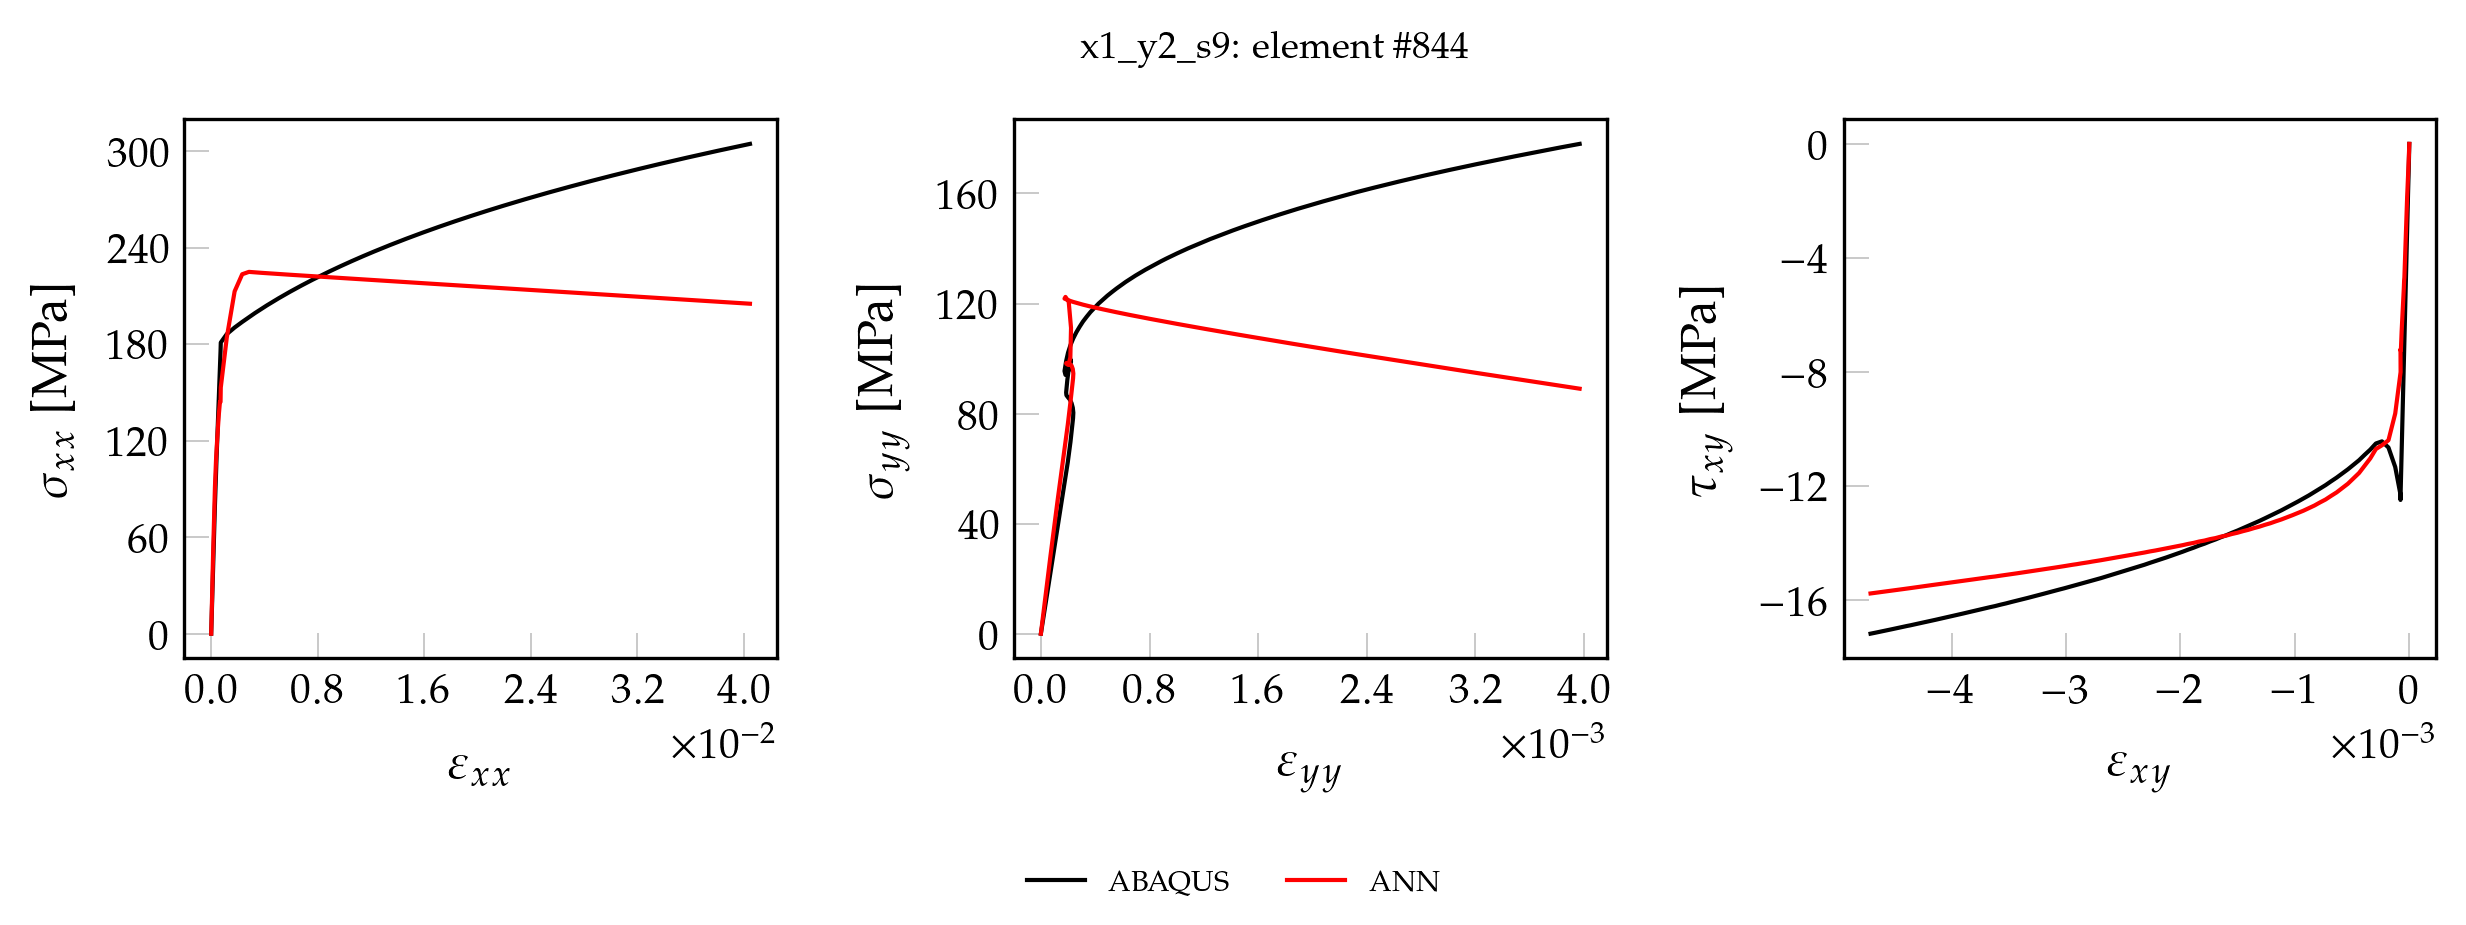 x1_y2_s9: element #844
300
240
180
120
60
0
σxx [MPa]
0.0 0.8 1.6 2.4 3.2 4.0
×10⁻²
εxx
160
120
80
40
0
σyy [MPa]
0.0 0.8 1.6 2.4 3.2 4.0
×10⁻³
εyy
0
−4
−8
−12
−16
τxy [MPa]
−4 −3 −2 −1 0
×10⁻³
εxy
ABAQUS ANN